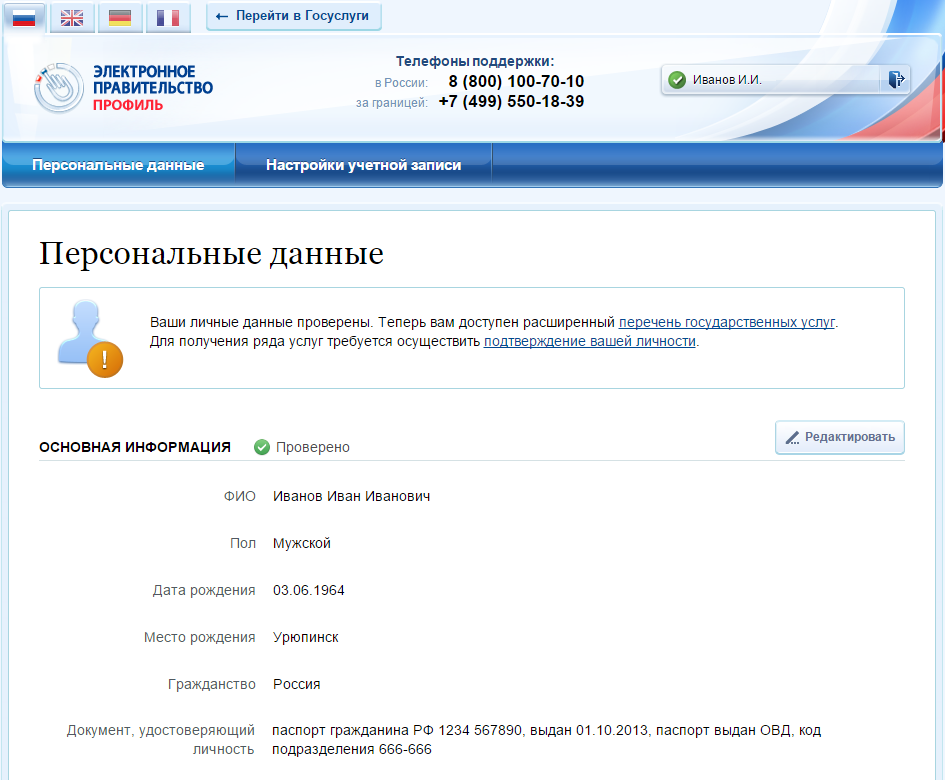 ← Перейти в Госуслуги
ЭЛЕКТРОННОЕ
ПРАВИТЕЛЬСТВО
ПРОФИЛЬ
Телефоны поддержки:
в России: 8 (800) 100-70-10
за границей: +7 (499) 550-18-39
Иванов И.И.
Персональные данные
Настройки учетной записи
Персональные данные
Ваши личные данные проверены. Теперь вам доступен расширенный перечень государственных услуг.
Для получения ряда услуг требуется осуществить подтверждение вашей личности.
ОСНОВНАЯ ИНФОРМАЦИЯ
Проверено
Редактировать
ФИО Иванов Иван Иванович
Пол Мужской
Дата рождения 03.06.1964
Место рождения Урюпинск
Гражданство Россия
Документ, удостоверяющий паспорт гражданина РФ 1234 567890, выдан 01.10.2013, паспорт выдан ОВД, код
личность подразделения 666-666